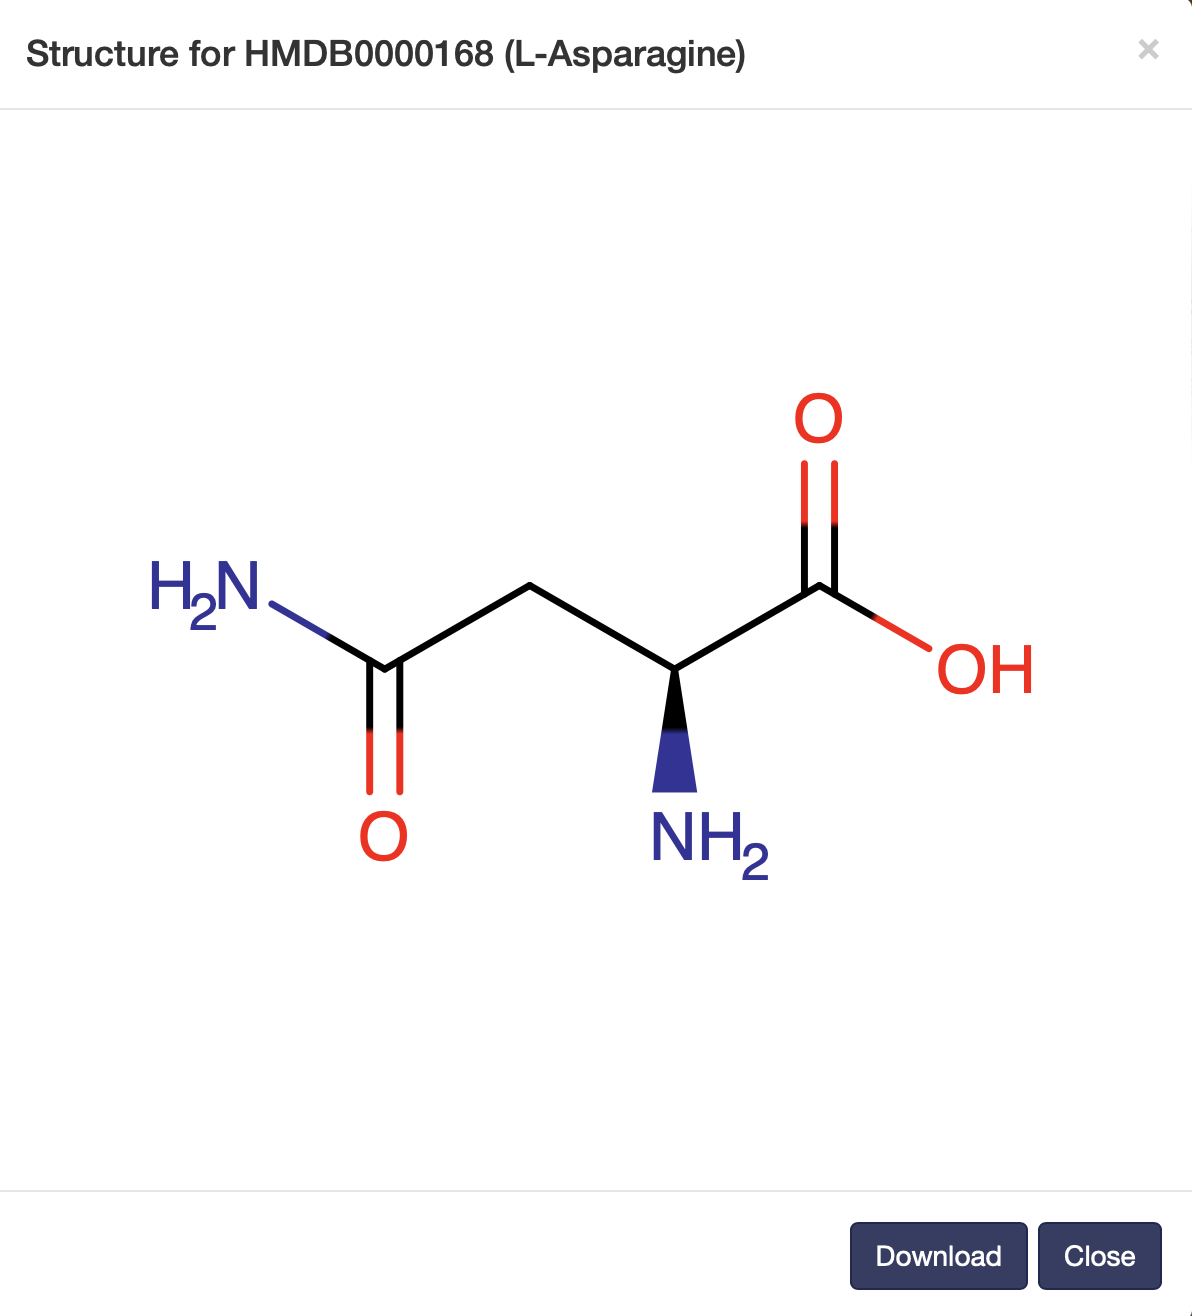 Structure for HMDB0000168 (L-Asparagine) ×
O
H₂N
OH
O
NH₂
Download Close